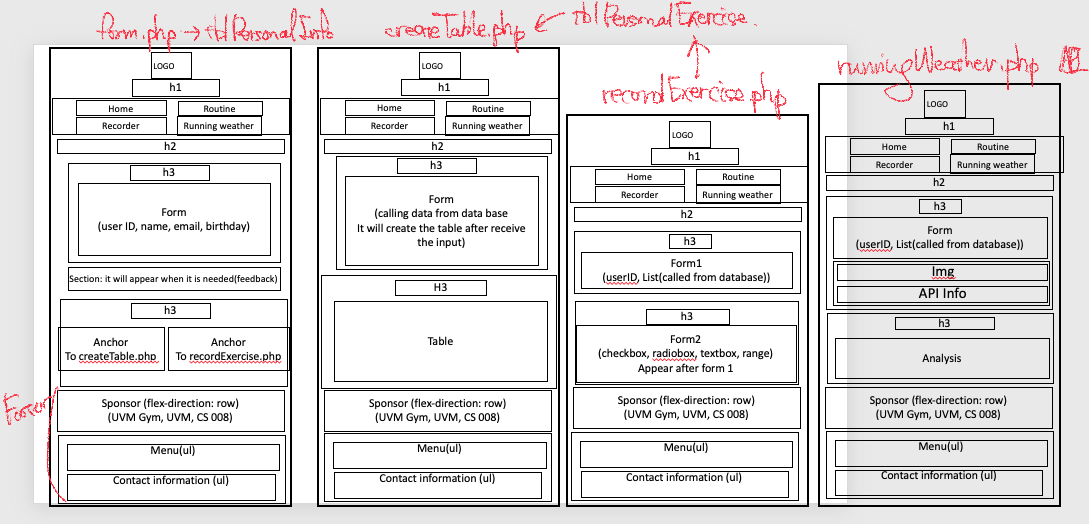 form.php → tblPersonalInfo
LOGO
h1
Home
Routine
Recorder
Running weather
h2
h3
Form
(user ID, name, email, birthday)
Section: it will appear when it is needed(feedback)
h3
Anchor
To createTable.php
Anchor
To recordExercise.php
Sponsor (flex-direction: row)
(UVM Gym, UVM, CS 008)
Menu(ul)
Contact information (ul)
createTable.php ← tblPersonalExercise.
LOGO
h1
Home
Routine
Recorder
Running weather
h2
h3
Form
(calling data from data base
It will create the table after receive
the input)
H3
Table
Sponsor (flex-direction: row)
(UVM Gym, UVM, CS 008)
Menu(ul)
Contact information (ul)
recordExercise.php
LOGO
h1
Home
Routine
Recorder
Running weather
h2
h3
Form1
(userID, List(called from database))
h3
Form2
(checkbox, radiobox, textbox, range)
Appear after form 1
Sponsor (flex-direction: row)
(UVM Gym, UVM, CS 008)
Menu(ul)
Contact information (ul)
runningWeather.php
LOGO
h1
Home
Routine
Recorder
Running weather
h2
h3
Form
(userID, List(called from database))
Img
API Info
h3
Analysis
Sponsor (flex-direction: row)
(UVM Gym, UVM, CS 008)
Menu(ul)
Contact information (ul)